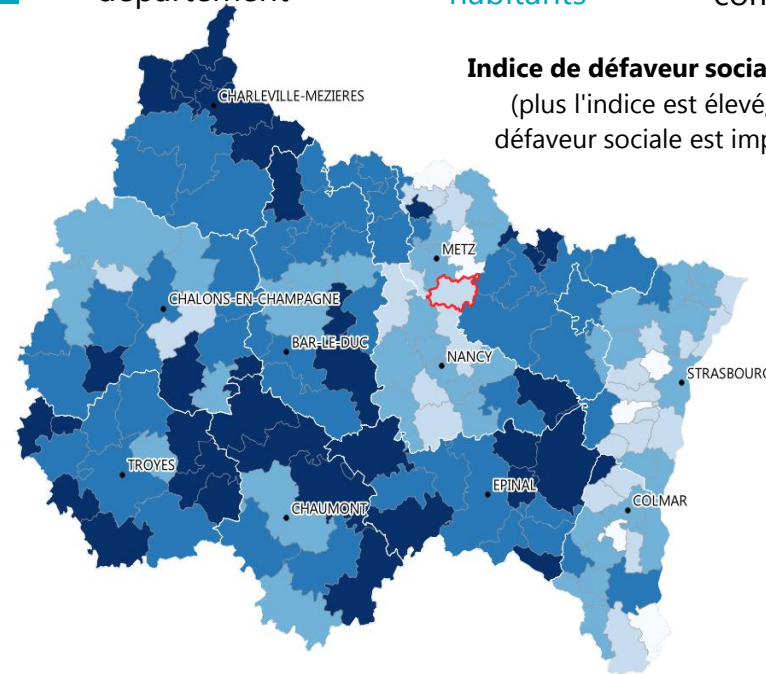 habitants
Indice de défaveur socia
(plus l'indice est élevé,
défaveur sociale est imp
CHARLEVILLE-MEZIERES
METZ
CHALONS-EN-CHAMPAGNE
BAR-LE-DUC
NANCY
STRASBOURG
TROYES
EPINAL
CHAUMONT
COLMAR